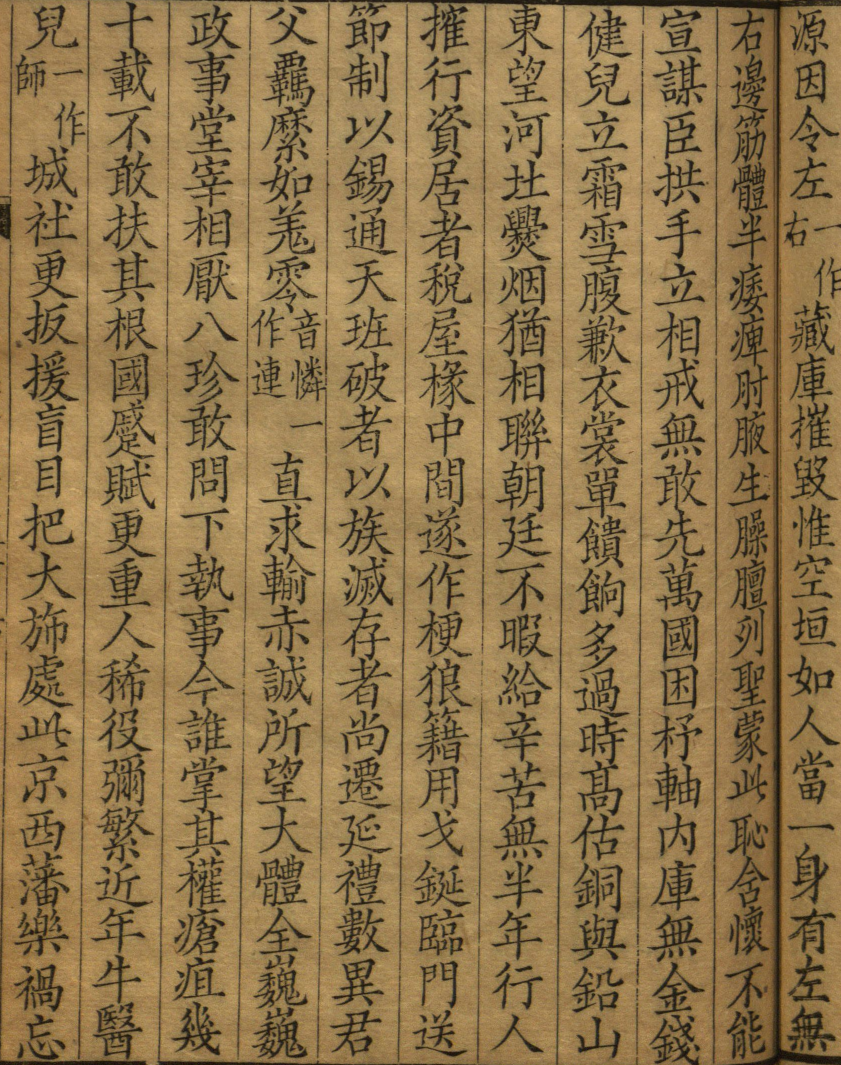 源因令左一作右藏庫摧毀惟空垣如人當一身有左無
右邊筋體半痿痺肘腋生臊膻列聖蒙此恥含懷不能
宣謀臣拱手立相戒無敢先萬國困杼軸内庫無金錢
健兒立霜雪腹歉衣裳單饋餉多過時髙估銅與鉛山
東望河北爨烟猶相聯朝廷不暇給辛苦無半年行人
搉行資居者稅屋椽中間遂作梗狼籍用戈鋋臨門送
節制以錫通天班破者以族滅存者尚遷延禮數異君
父羈縻如羗零音憐一作連直求輸赤誠所望大體全巍巍
政事堂宰相厭八珍敢問下執事今誰掌其權瘡疽幾
十載不敢扶其根國蹙賦更重人稀役彌繁近年牛醫
兒一作師城社更扳援盲目把大斾處此京西藩樂禍忘